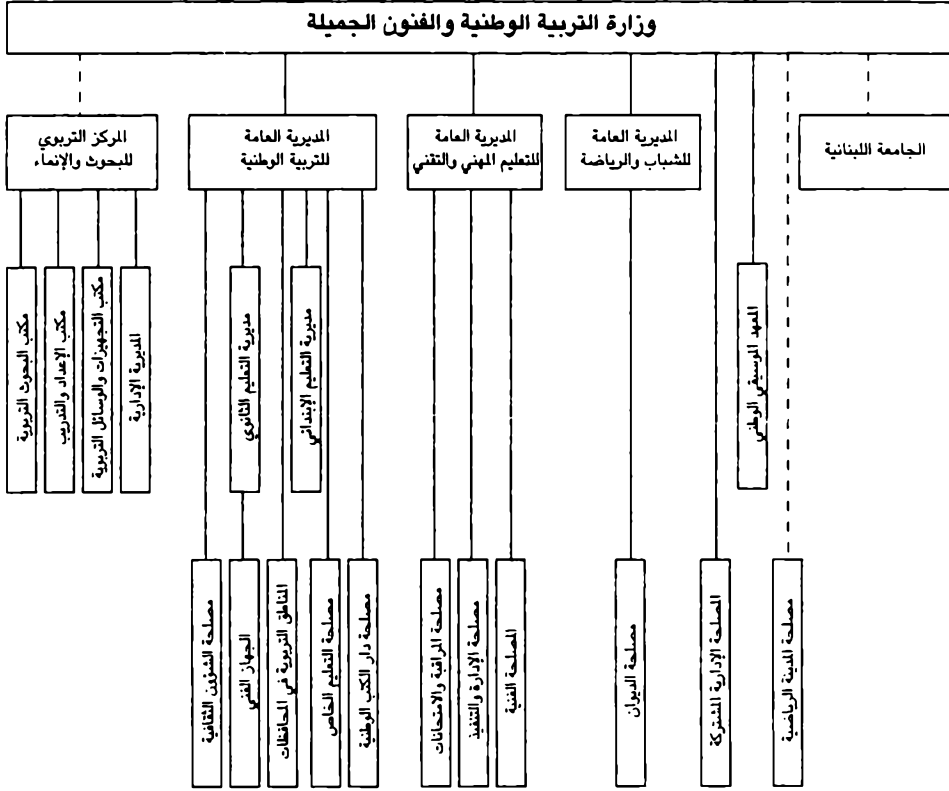 وزارة التربية الوطنية والفنون الجميلة
الجامعة اللبنانية
المديرية العامة
للشباب والرياضة
المديرية العامة
للتعليم المهني والتقني
المديرية العامة
للتربية الوطنية
المركز التربوي
للبحوث والإنماء
المعهد الموسيقي الوطني
مديرية التعليم الإبتدائي
مديرية التعليم الثانوي
المديرية الإدارية
مكتب التجهيزات والوسائل التربوية
مكتب الإعداد والتدريب
مكتب البحوث التربوية
مصلحة المدينة الرياضية
المصلحة الإدارية المشتركة
مصلحة الديوان
المصلحة الفنية
مصلحة الإدارة والتنفيذ
مصلحة المراقبة والامتحانات
مصلحة دار الكتب الوطنية
مصلحة التعليم الخاص
المناطق التربوية في المحافظات
الجهاز الفني
مصلحة الشؤون الثقافية